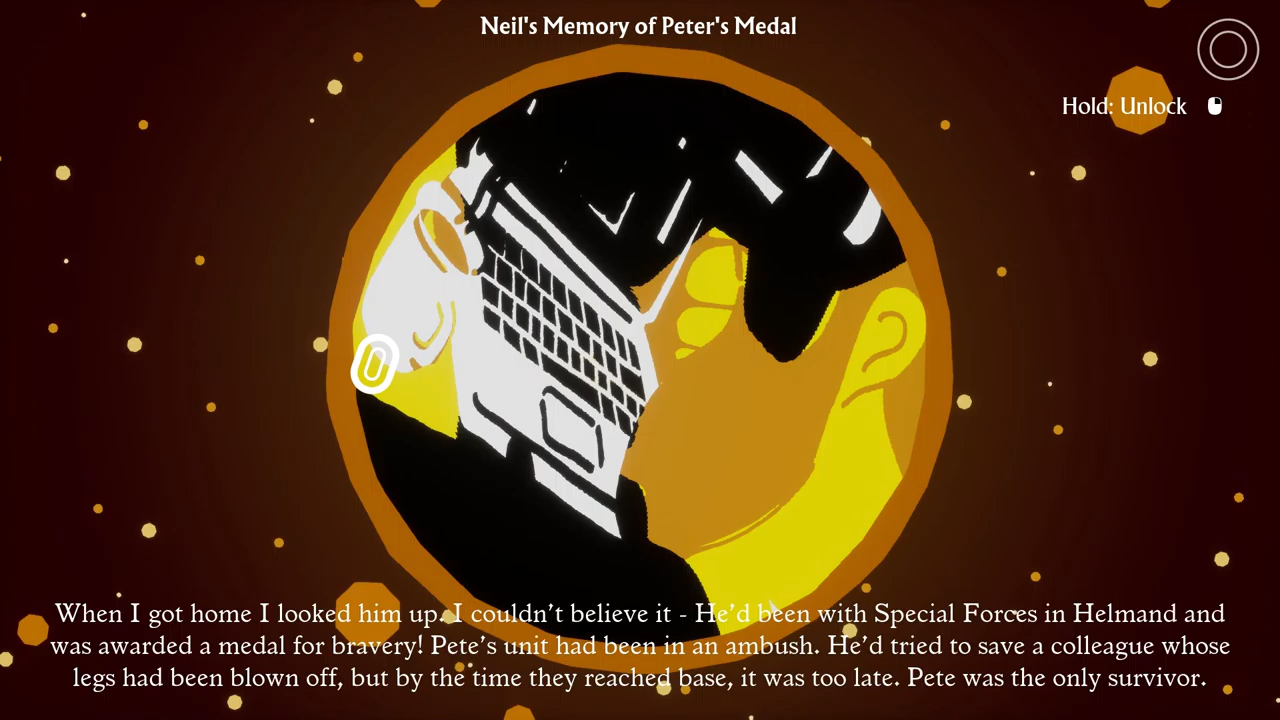 Neil's Memory of Peter's Medal
Hold: Unlock
When I got home I looked him up. I couldn't believe it - He'd been with Special Forces in Helmand and
was awarded a medal for bravery! Pete's unit had been in an ambush. He'd tried to save a colleague whose
legs had been blown off, but by the time they reached base, it was too late. Pete was the only survivor.